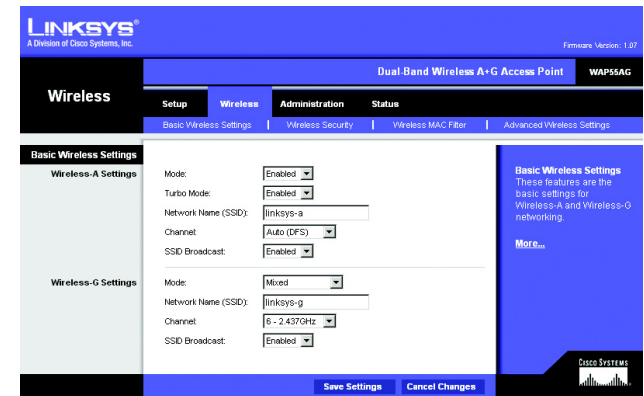 LINKSYS®
A Division of Cisco Systems, Inc.
Firmware Version: 1.07
Dual-Band Wireless A+G Access Point WAP55AG
Wireless
Setup Wireless Administration Status
Basic Wireless Settings | Wireless Security | Wireless MAC Filter | Advanced Wireless Settings
Basic Wireless Settings
Wireless-A Settings
Mode: Enabled
Turbo Mode: Enabled
Network Name (SSID): linksys-a
Channel: Auto (DFS)
SSID Broadcast: Enabled
Wireless-G Settings
Mode: Mixed
Network Name (SSID): linksys-g
Channel: 6 - 2.437GHz
SSID Broadcast: Enabled
Basic Wireless Settings
These features are the
basic settings for
Wireless-A and Wireless-G
networking.
More...
Save Settings Cancel Changes
CISCO SYSTEMS